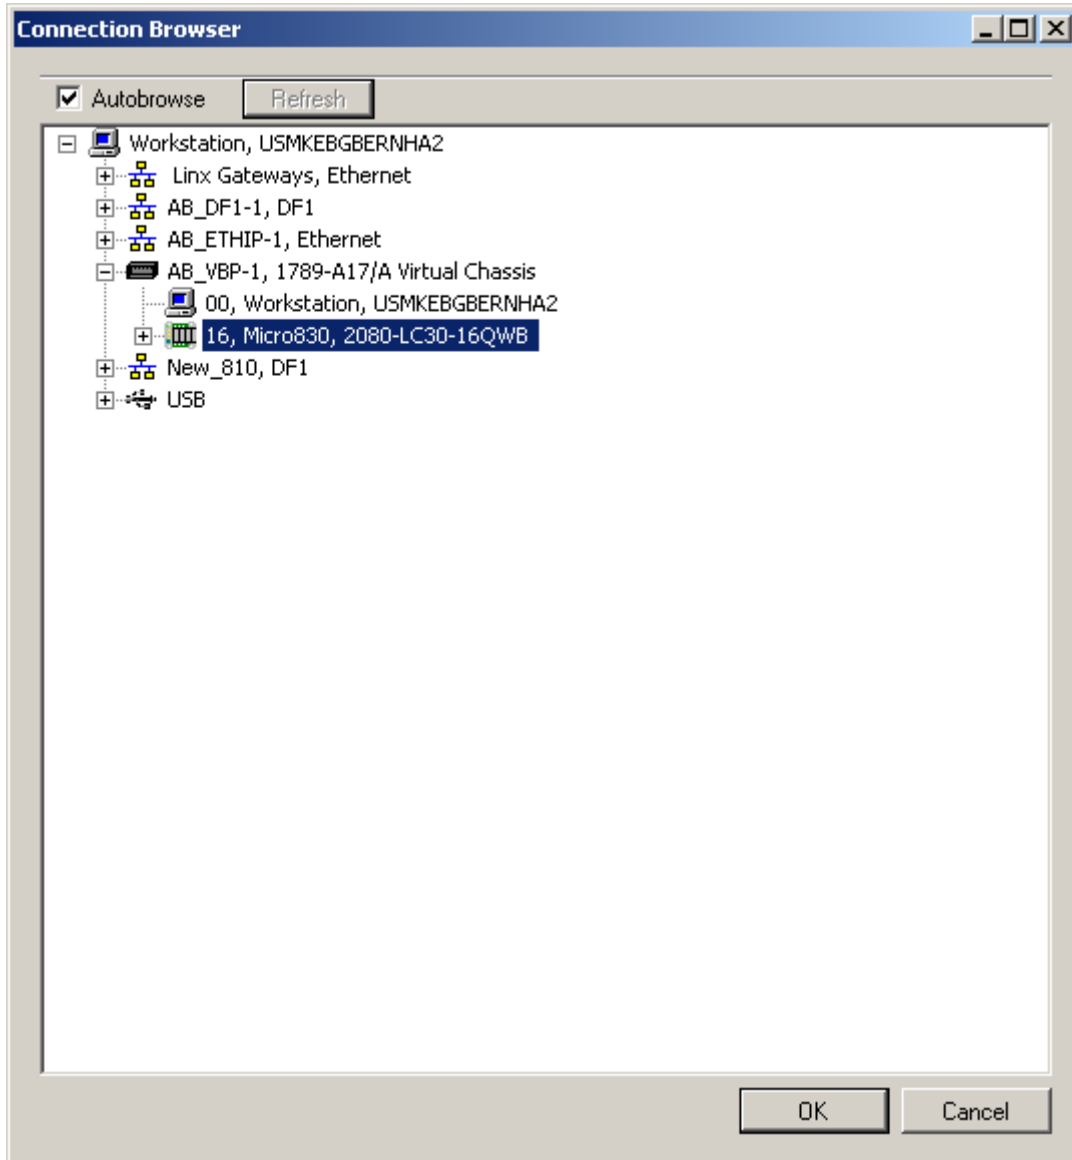 Connection Browser
Autobrowse Refresh
Workstation, USMKEBGBERNHA2
Linx Gateways, Ethernet
AB_DF1-1, DF1
AB_ETHIP-1, Ethernet
AB_VBP-1, 1789-A17/A Virtual Chassis
00, Workstation, USMKEBGBERNHA2
16, Micro830, 2080-LC30-16QWB
New_810, DF1
USB
OK Cancel